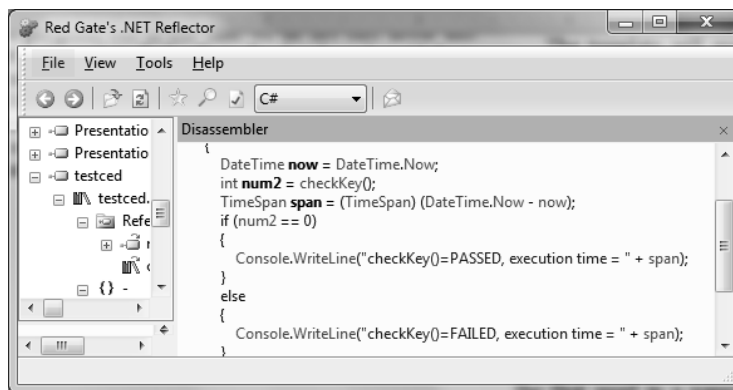 Red Gate's .NET Reflector
File View Tools Help
C#
Presentatio
Presentatio
testced
testced.
Refe
{ } -
Disassembler
{
DateTime now = DateTime.Now;
int num2 = checkKey();
TimeSpan span = (TimeSpan) (DateTime.Now - now);
if (num2 == 0)
{
Console.WriteLine("checkKey()=PASSED, execution time = " + span);
}
else
{
Console.WriteLine("checkKey()=FAILED, execution time = " + span);
}